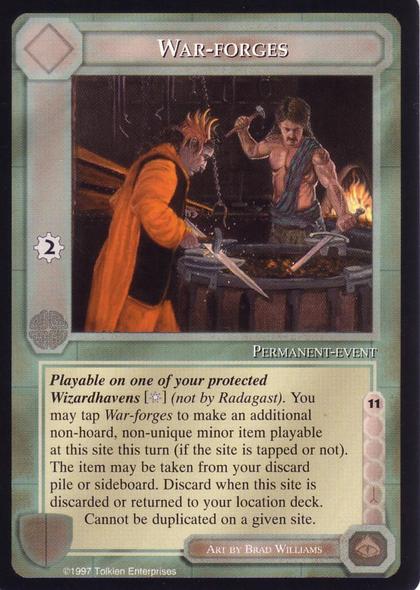 WAR-FORGES
2
PERMANENT-EVENT
Playable on one of your protected
Wizardhavens [☼] (not by Radagast). You
may tap War-forges to make an additional
non-hoard, non-unique minor item playable
at this site this turn (if the site is tapped or not).
The item may be taken from your discard
pile or sideboard. Discard when this site is
discarded or returned to your location deck.
Cannot be duplicated on a given site.
11
ART BY BRAD WILLIAMS
©1997 Tolkien Enterprises